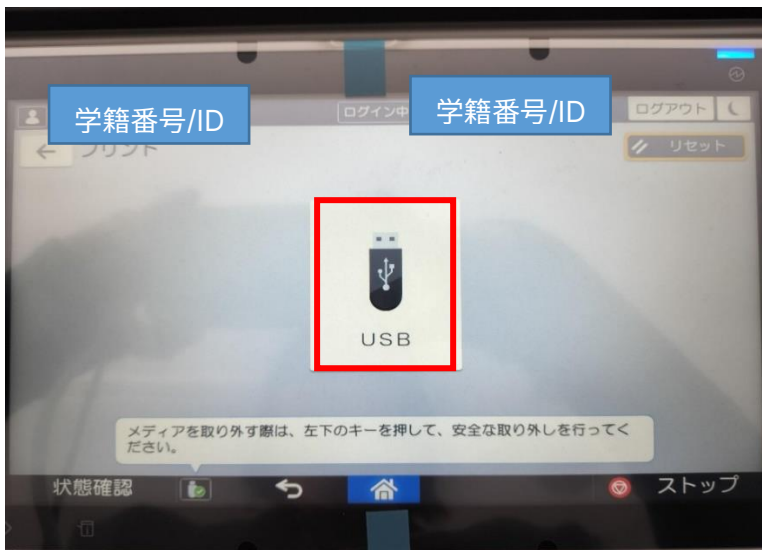 学籍番号/ID
ログイン中
学籍番号/ID
ログアウト
プリント
リセット
USB
メディアを取り外す際は、左下のキーを押して、安全な取り外しを行ってく
ださい。
状態確認
ストップ